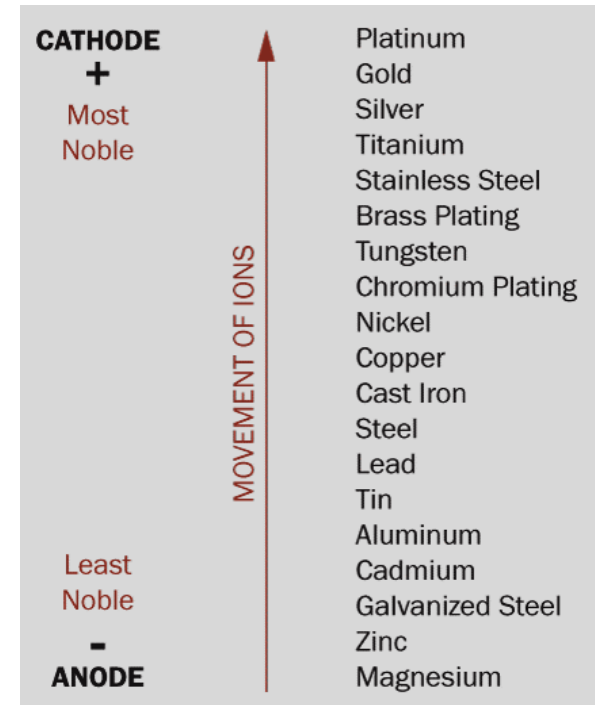 CATHODE
+
Most
Noble
MOVEMENT OF IONS
Least
Noble
-
ANODE
Platinum
Gold
Silver
Titanium
Stainless Steel
Brass Plating
Tungsten
Chromium Plating
Nickel
Copper
Cast Iron
Steel
Lead
Tin
Aluminum
Cadmium
Galvanized Steel
Zinc
Magnesium